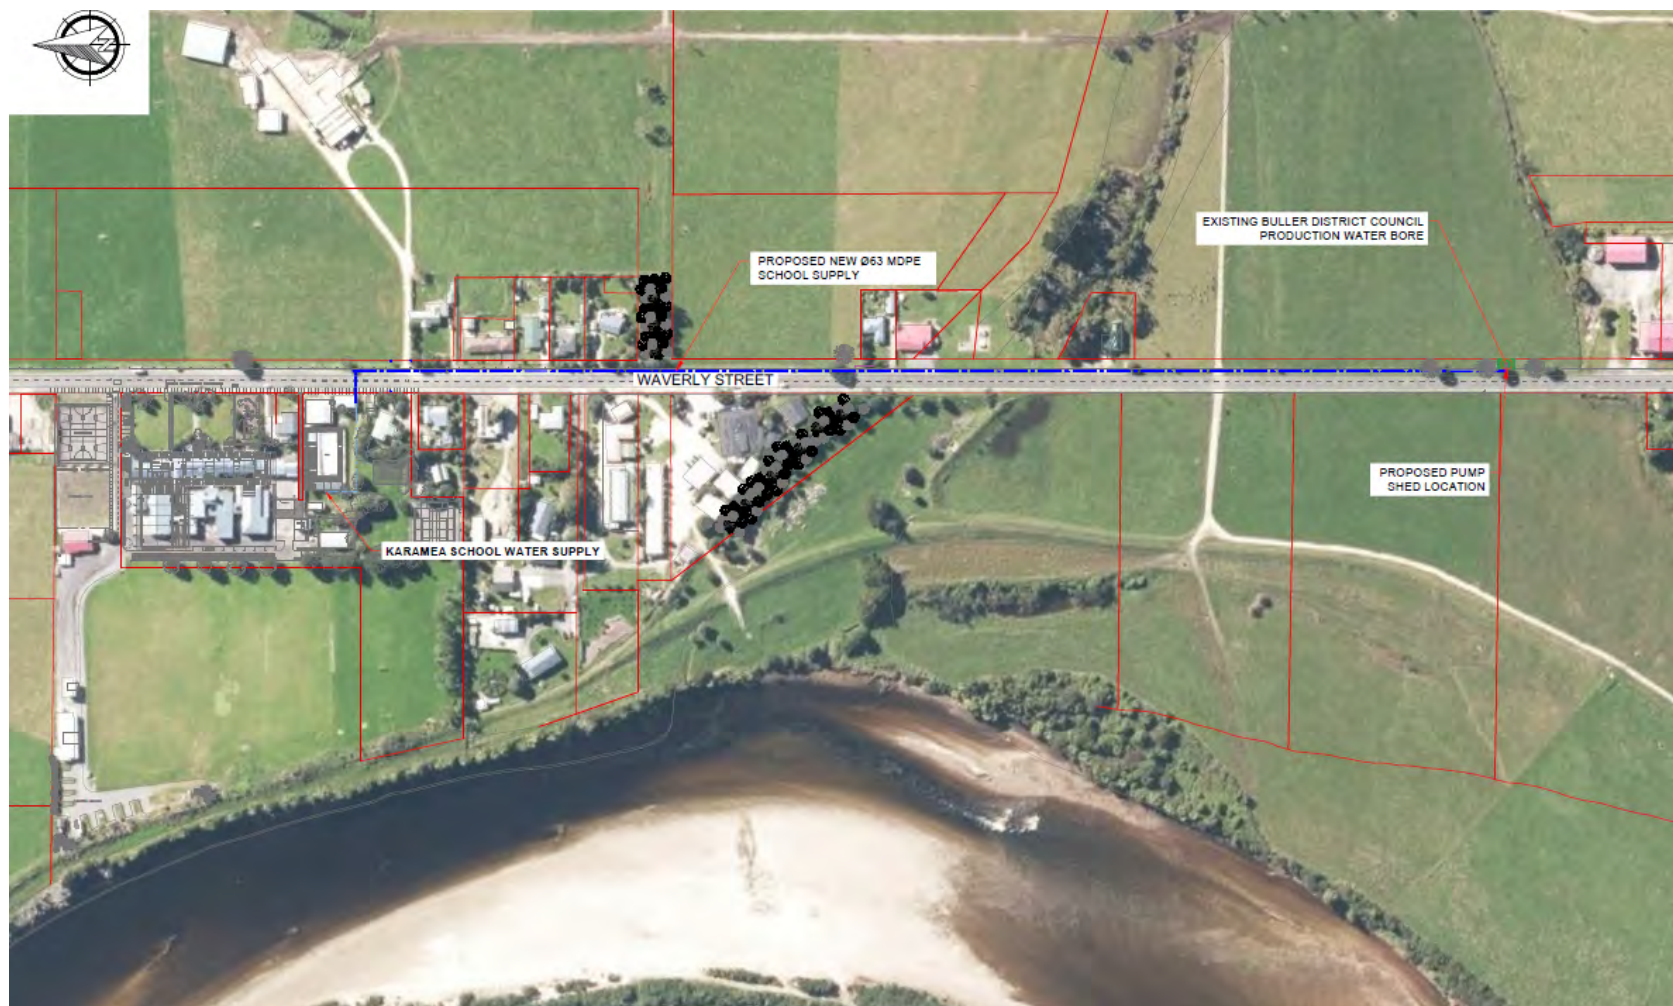 EXISTING BULLER DISTRICT COUNCIL
PRODUCTION WATER BORE
PROPOSED NEW Ø63 MDPE
SCHOOL SUPPLY
WAVERLY STREET
PROPOSED PUMP
SHED LOCATION
KARAMEA SCHOOL WATER SUPPLY